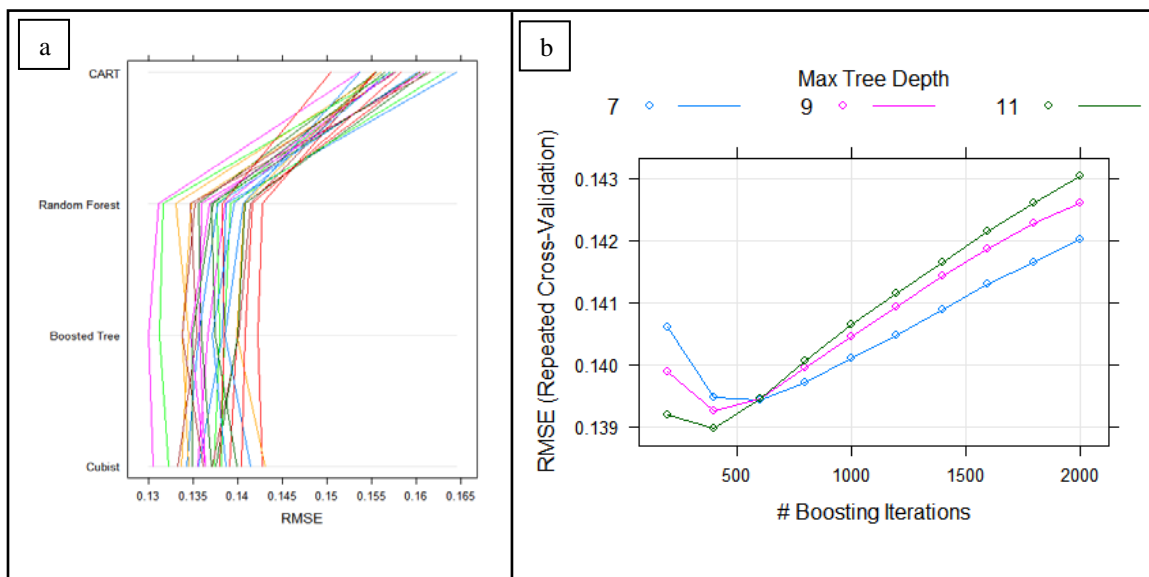 a
CART
Random Forest
Boosted Tree
Cubist
0.13 0.135 0.14 0.145 0.15 0.155 0.16 0.165
RMSE
b
Max Tree Depth
7 9 11
RMSE (Repeated Cross-Validation)
0.143
0.142
0.141
0.140
0.139
500 1000 1500 2000
# Boosting Iterations